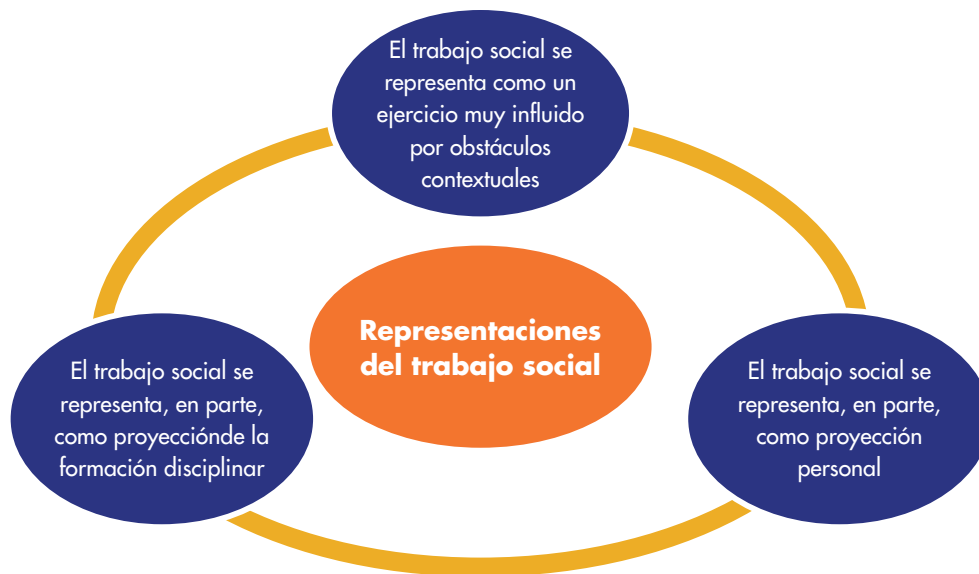 El trabajo social se
representa como un
ejercicio muy influido
por obstáculos
contextuales
Representaciones
del trabajo social
El trabajo social se
representa, en parte,
como proyecciónde la
formación disciplinar
El trabajo social se
representa, en parte,
como proyección
personal